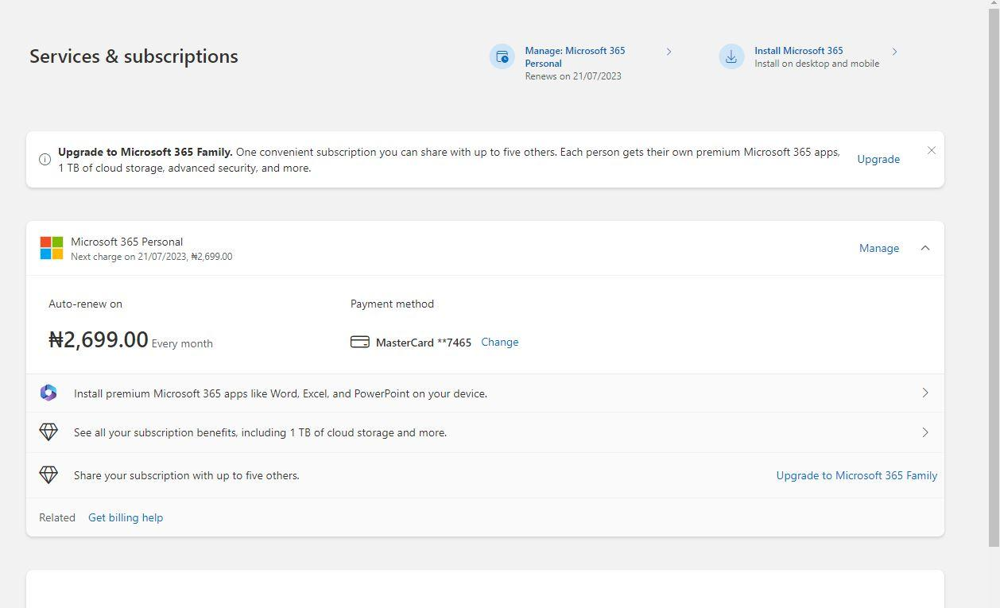 Services & subscriptions
Manage: Microsoft 365
Personal
Renews on 21/07/2023
Install Microsoft 365
Install on desktop and mobile
Upgrade to Microsoft 365 Family. One convenient subscription you can share with up to five others. Each person gets their own premium Microsoft 365 apps,
1 TB of cloud storage, advanced security, and more.
Upgrade
Microsoft 365 Personal
Next charge on 21/07/2023, ₦2,699.00
Manage
Auto-renew on
Payment method
₦2,699.00 Every month
MasterCard **7465 Change
Install premium Microsoft 365 apps like Word, Excel, and PowerPoint on your device.
See all your subscription benefits, including 1 TB of cloud storage and more.
Share your subscription with up to five others.
Upgrade to Microsoft 365 Family
Related Get billing help